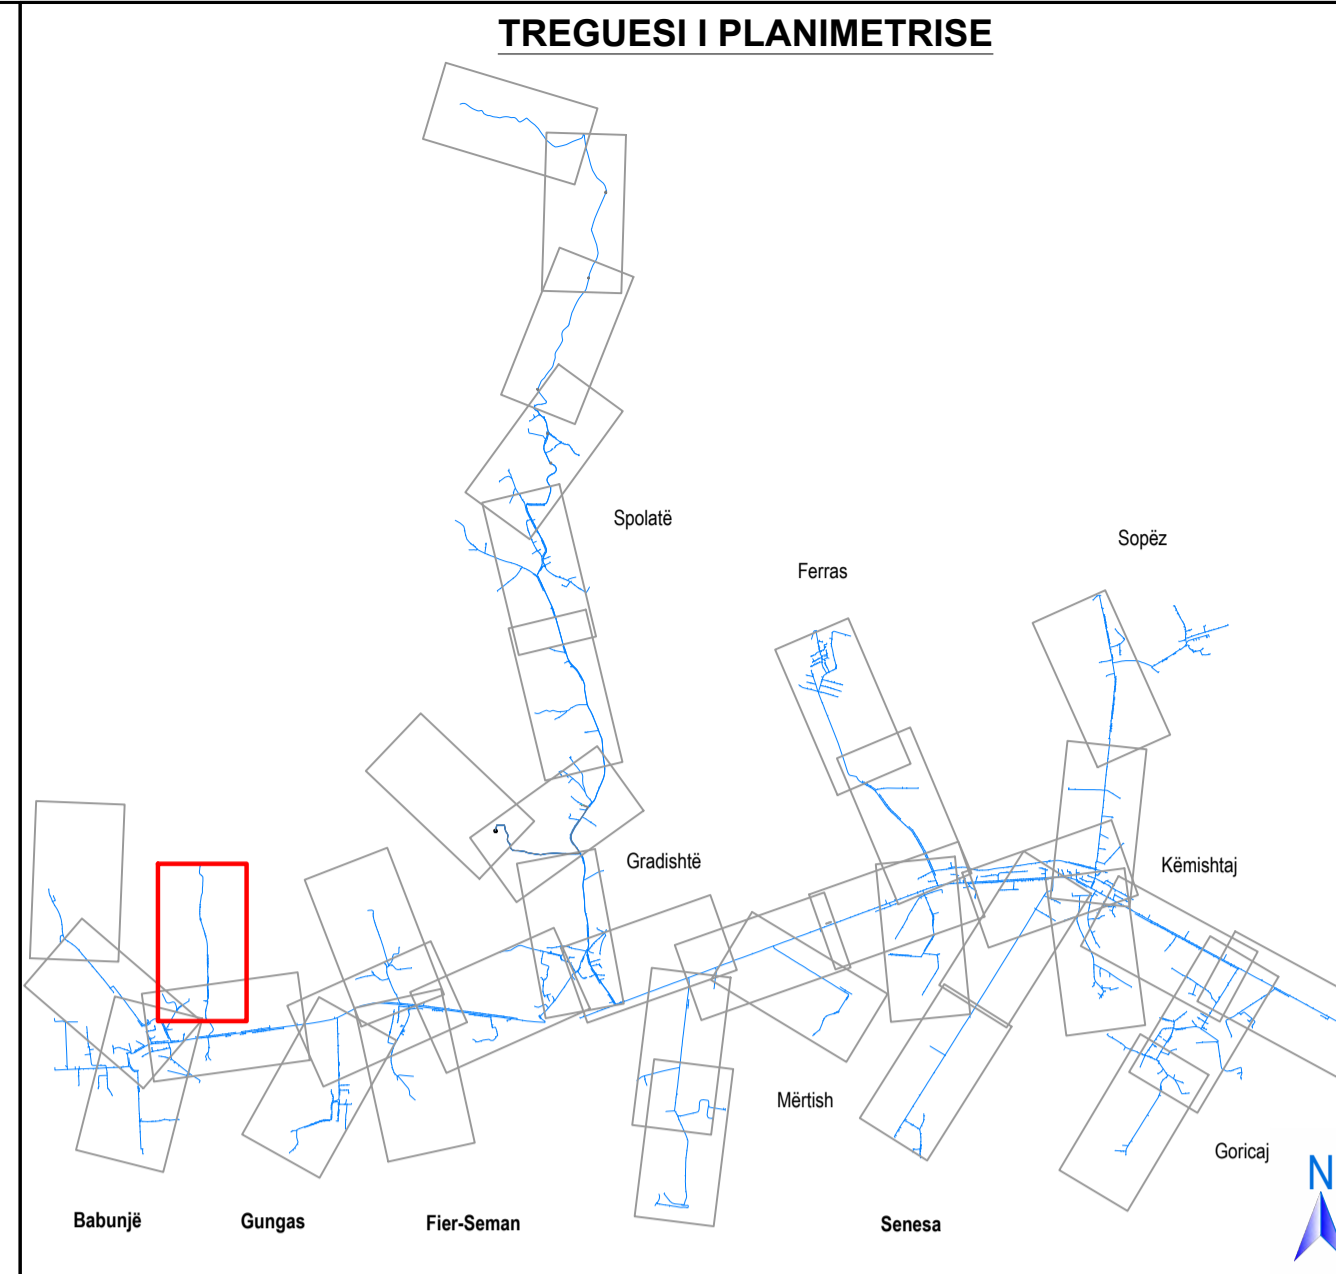 TREGUESI I PLANIMETRISE
Spolatë
Sopëz
Ferras
Gradishtë
Këmishtaj
Mërtish
Goricaj
N
Babunjë
Gungas
Fier-Seman
Senesa